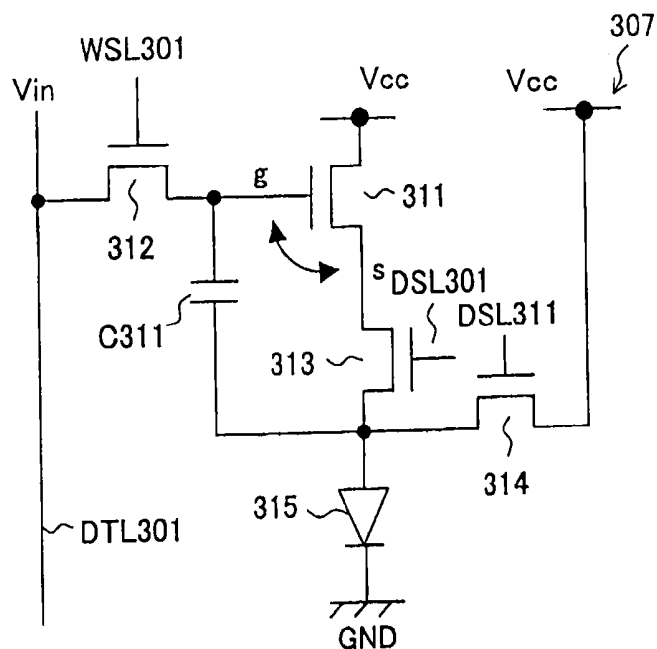 307
WSL301
Vin
Vcc
Vcc
g
311
312
s
DSL301
DSL311
C311
313
314
315
DTL301
GND